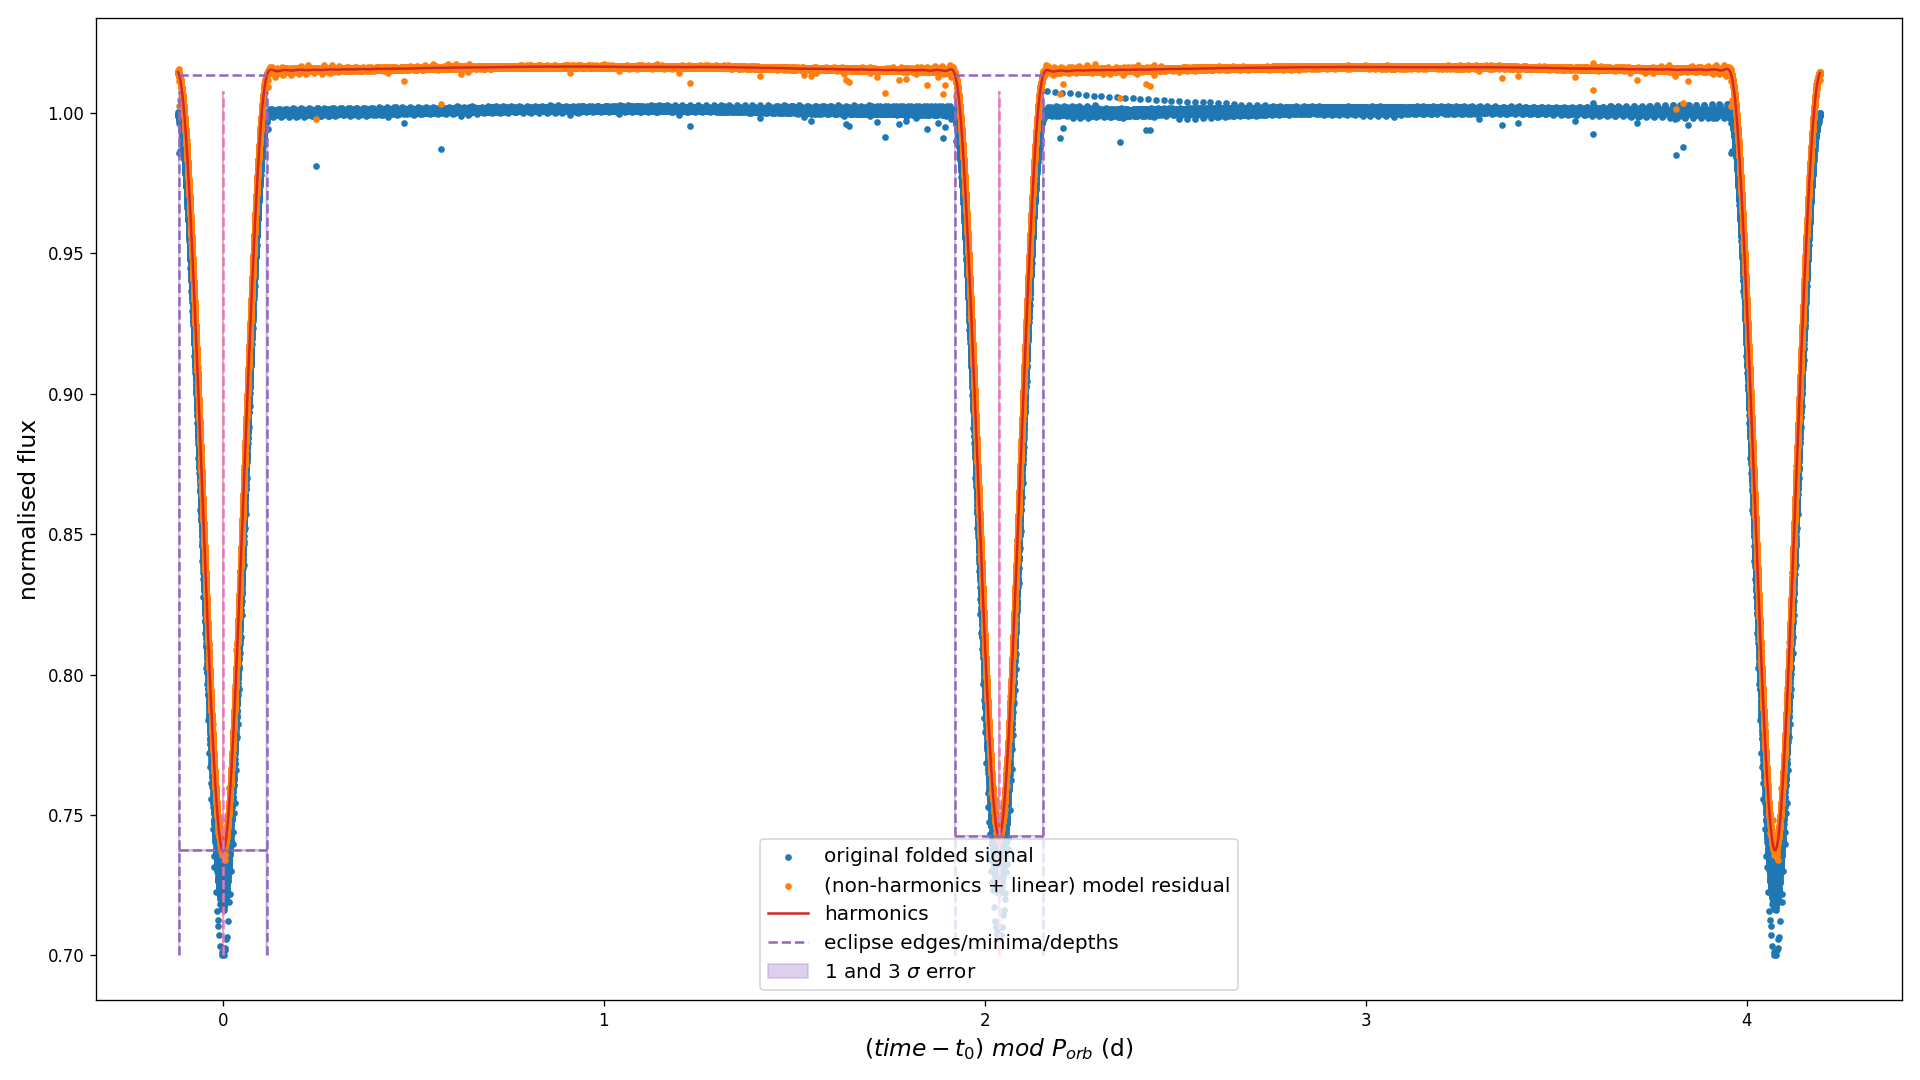 normalised flux
1.00
0.95
0.90
0.85
0.80
0.75
0.70
original folded signal
(non-harmonics + linear) model residual
harmonics
eclipse edges/minima/depths
1 and 3 σ error
0
1
2
3
4
(time − t₀) mod Pₒᵣb (d)